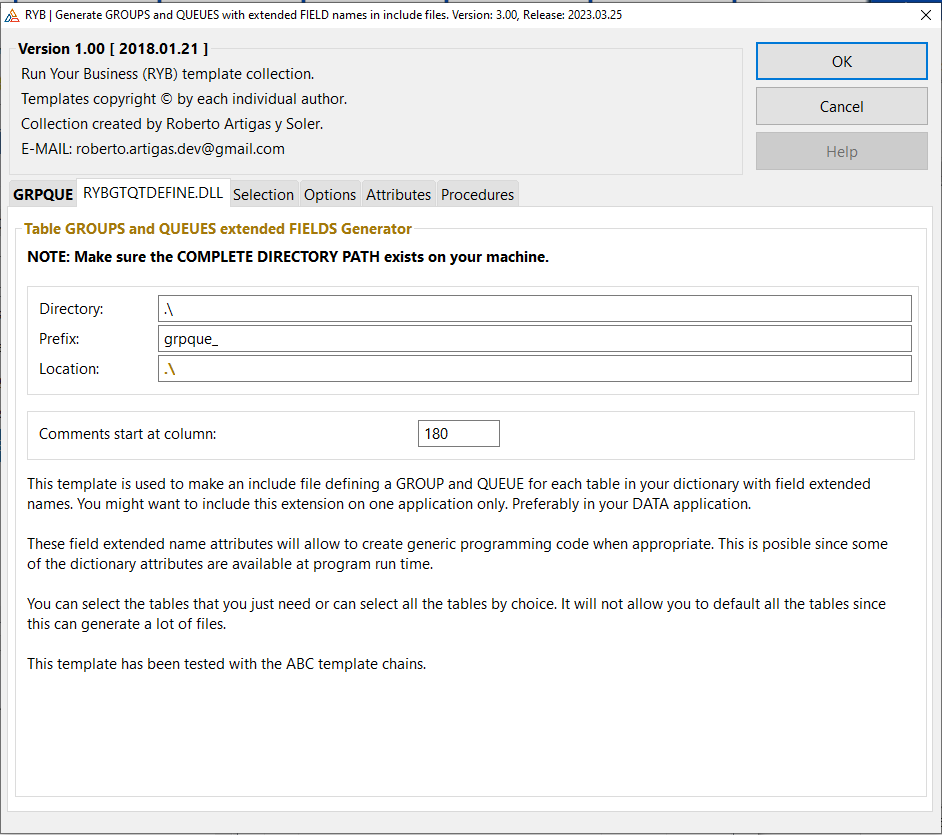 RYB | Generate GROUPS and QUEUES with extended FIELD names in include files. Version: 3.00, Release: 2023.03.25
Version 1.00 [ 2018.01.21 ]
Run Your Business (RYB) template collection.
Templates copyright © by each individual author.
Collection created by Roberto Artigas y Soler.
E-MAIL: roberto.artigas.dev@gmail.com
OK
Cancel
Help
GRPQUE RYBGTQTDEFINE.DLL Selection Options Attributes Procedures
Table GROUPS and QUEUES extended FIELDS Generator
NOTE: Make sure the COMPLETE DIRECTORY PATH exists on your machine.
Directory: .\
Prefix: grpque_
Location: .\
Comments start at column: 180
This template is used to make an include file defining a GROUP and QUEUE for each table in your dictionary with field extended
names. You might want to include this extension on one application only. Preferably in your DATA application.
These field extended name attributes will allow to create generic programming code when appropriate. This is posible since some
of the dictionary attributes are available at program run time.
You can select the tables that you just need or can select all the tables by choice. It will not allow you to default all the tables since
this can generate a lot of files.
This template has been tested with the ABC template chains.